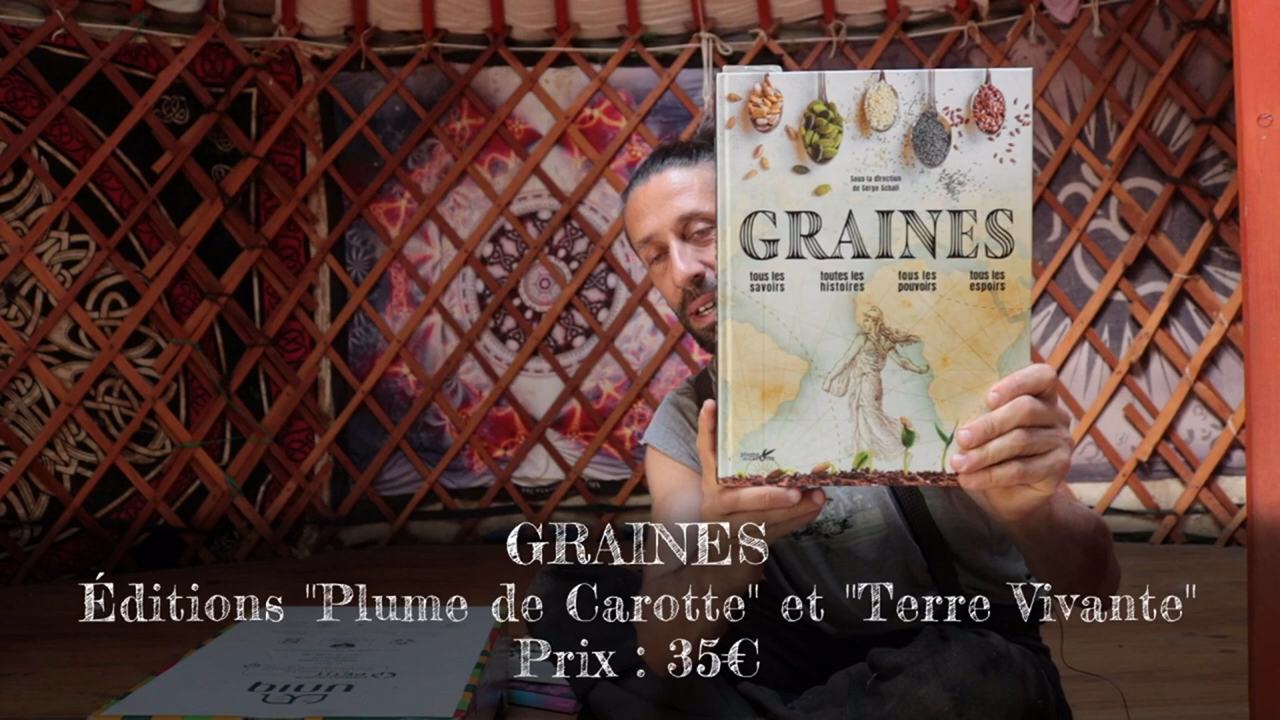 Sous la direction
de Serge Schall
GRAINES
tous les
savoirs
toutes les
histoires
tous les
pouvoirs
tous les
espoirs
GRAINES
Éditions "Plume de Carotte" et "Terre Vivante"
Prix : 35€
uniq